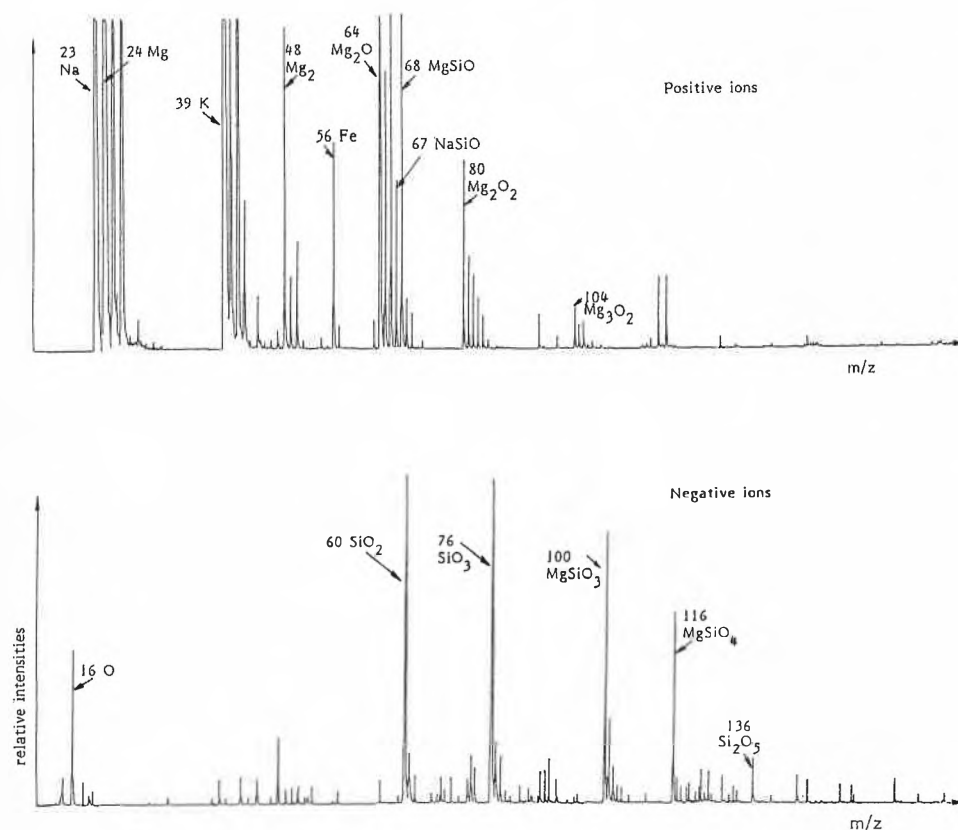 23
Na
24 Mg
39 K
48
Mg2
56 Fe
64
Mg2O
68 MgSiO
67 NaSiO
80
Mg2O2
104
Mg3O2
Positive ions
m/z
relative intensities
16 O
60 SiO2
76
SiO3
100
MgSiO3
116
MgSiO4
136
Si2O5
Negative ions
m/z